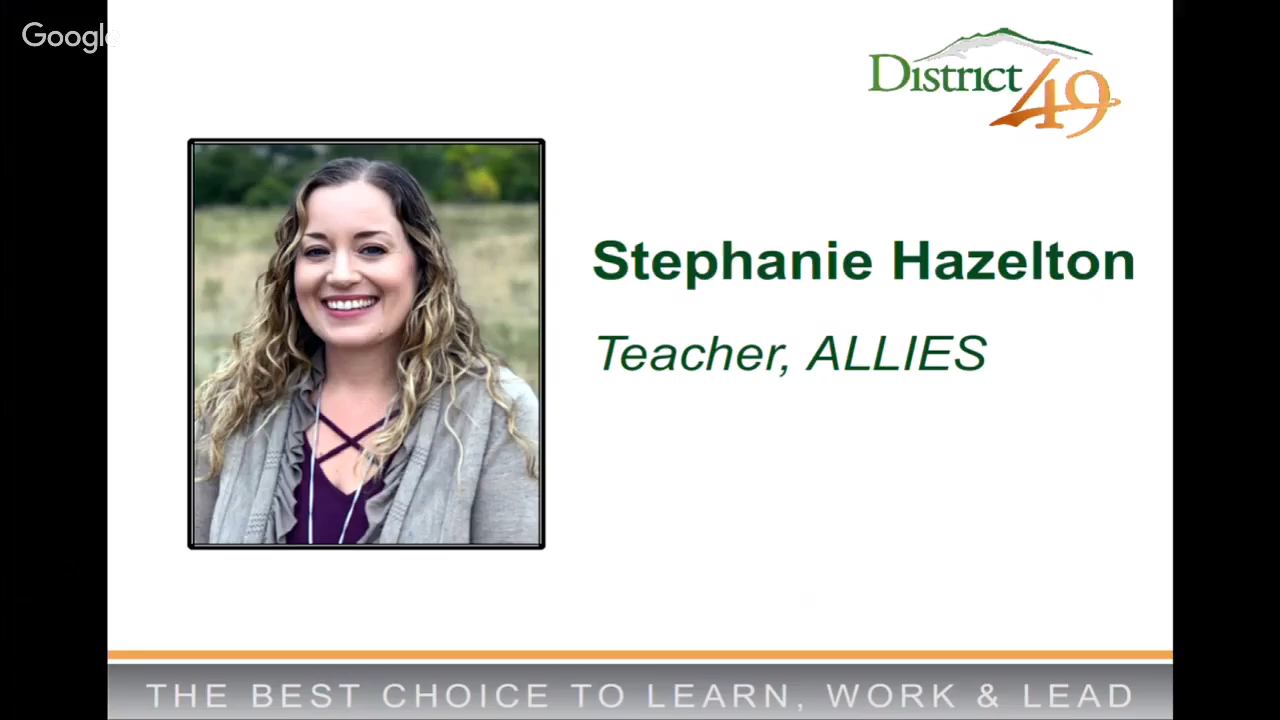 Google
District
49
Stephanie Hazelton
Teacher, ALLIES
THE BEST CHOICE TO LEARN, WORK & LEAD